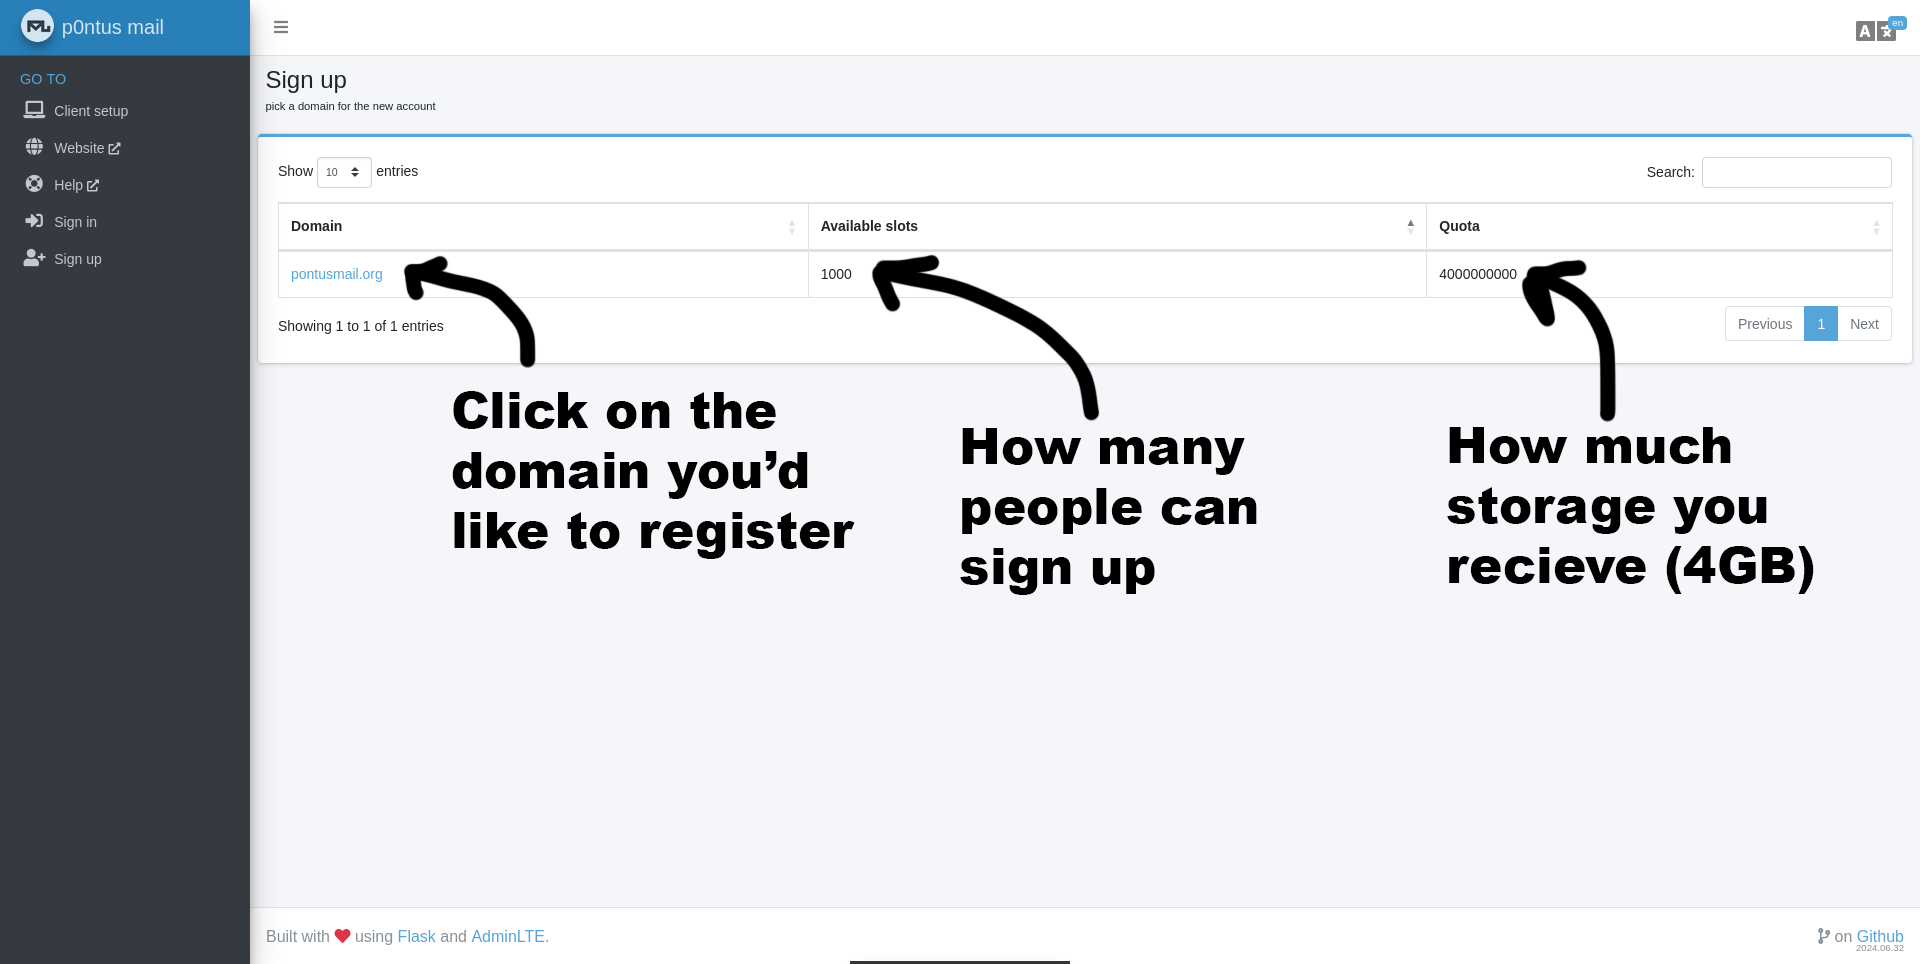 p0ntus mail
en
GO TO
Client setup
Website
Help
Sign in
Sign up
Sign up
pick a domain for the new account
Show 10 entries
Search:
Domain Available slots Quota
pontusmail.org 1000 4000000000
Showing 1 to 1 of 1 entries
Previous 1 Next
Click on the
domain you’d
like to register
How many
people can
sign up
How much
storage you
recieve (4GB)
Built with using Flask and AdminLTE.
on Github
2024.06.32